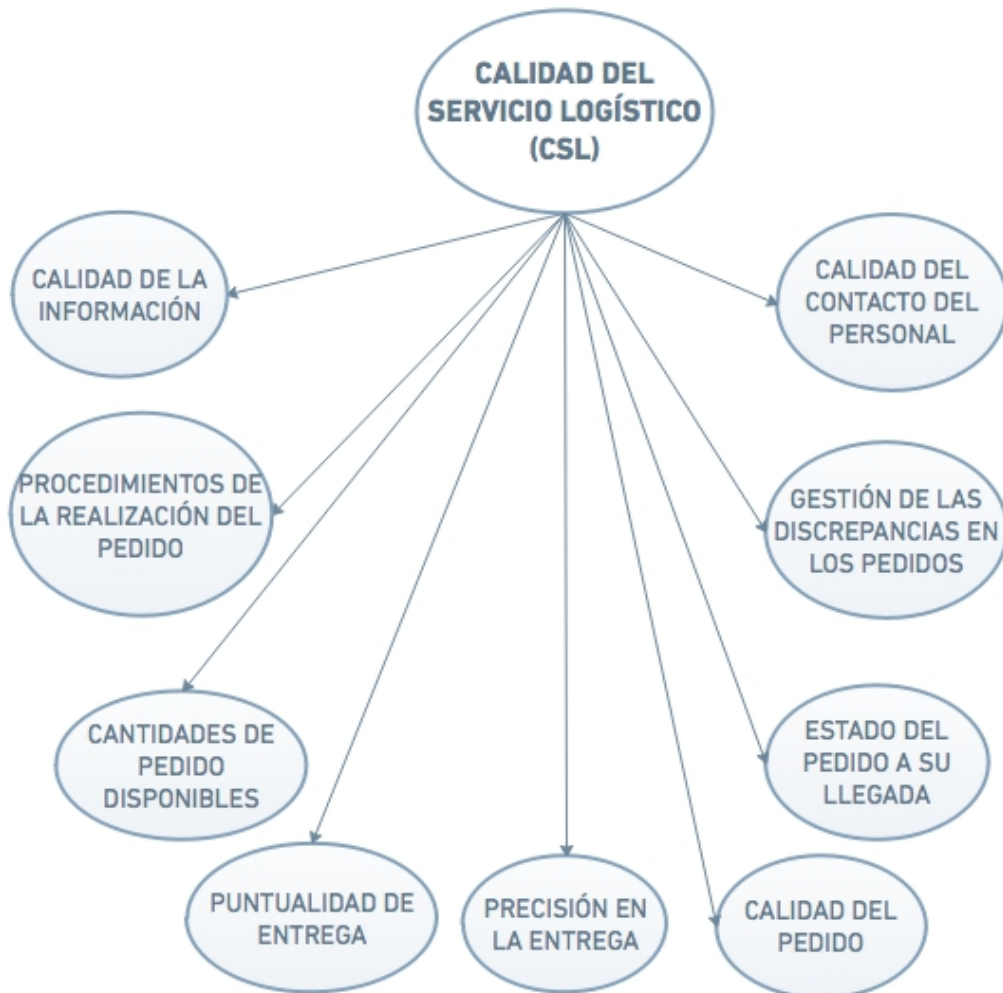 CALIDAD DEL
SERVICIO LOGÍSTICO
(CSL)
CALIDAD DE LA
INFORMACIÓN
CALIDAD DEL
CONTACTO DEL
PERSONAL
PROCEDIMIENTOS DE
LA REALIZACIÓN DEL
PEDIDO
GESTIÓN DE LAS
DISCREPANCIAS EN
LOS PEDIDOS
CANTIDADES DE
PEDIDO
DISPONIBLES
ESTADO DEL
PEDIDO A SU
LLEGADA
PUNTUALIDAD DE
ENTREGA
PRECISIÓN EN
LA ENTREGA
CALIDAD DEL
PEDIDO